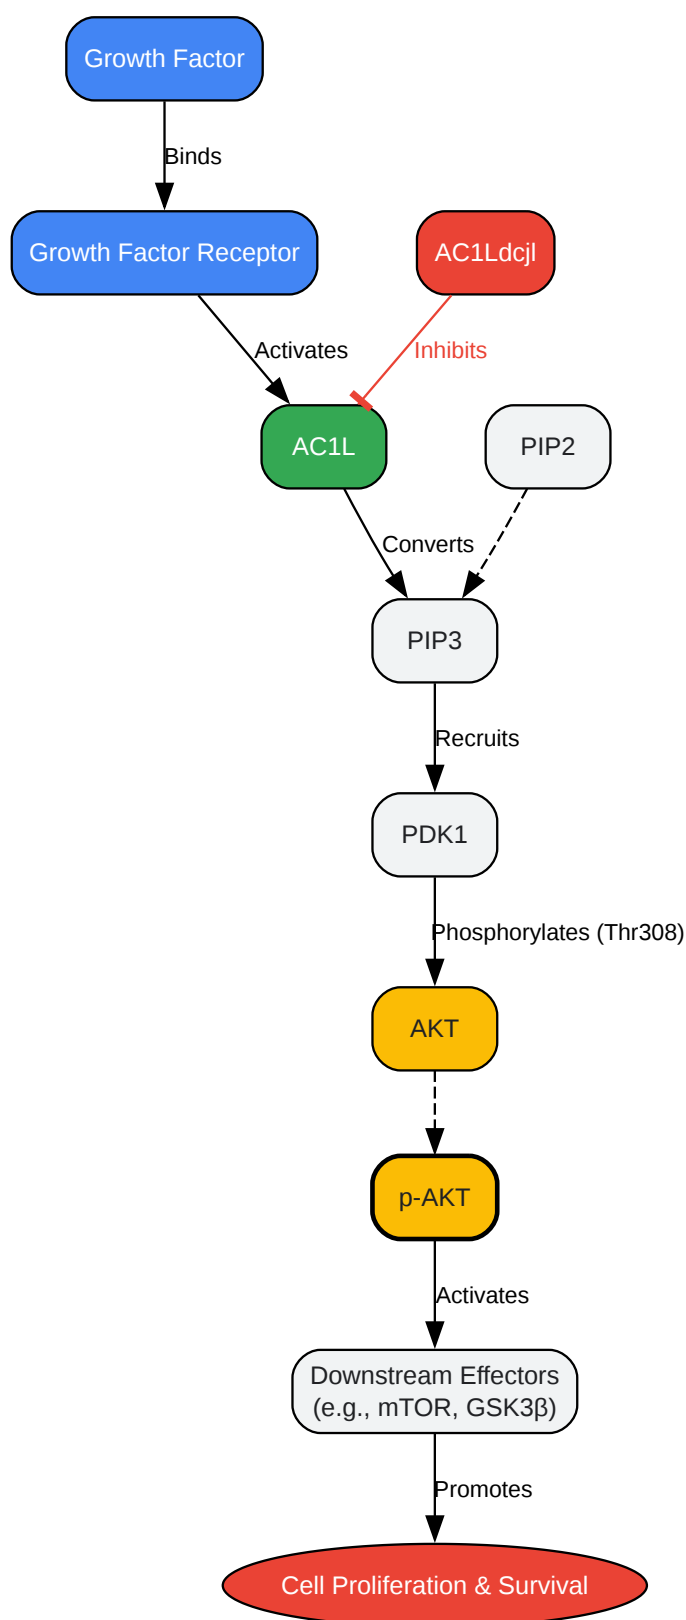 Growth Factor
Binds
Growth Factor Receptor
AC1Ldcjl
Activates
Inhibits
AC1L
PIP2
Converts
PIP3
Recruits
PDK1
Phosphorylates (Thr308)
AKT
p-AKT
Activates
Downstream Effectors
(e.g., mTOR, GSK3β)
Promotes
Cell Proliferation & Survival